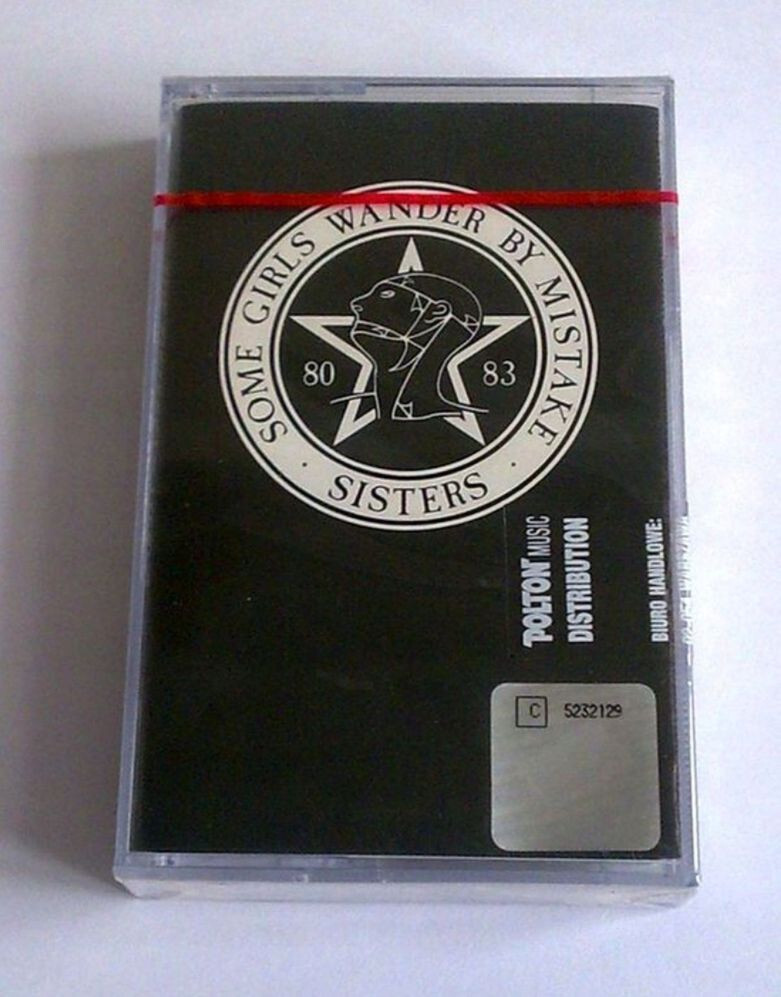 SOME GIRLS WANDER BY MISTAKE
80 83
· SISTERS ·
POLTON MUSIC
DISTRIBUTION
BIURO HANDLOWE:
C 5232129